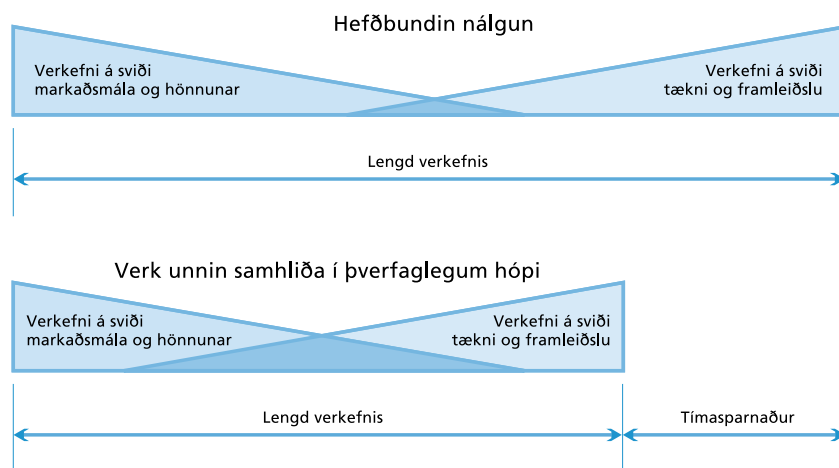 Hefðbundin nálgun
Verkefni á sviði
markaðsmála og hönnunar
Verkefni á sviði
tækni og framleiðslu
Lengd verkefnis
Verk unnin samhliða í þverfaglegum hópi
Verkefni á sviði
markaðsmála og hönnunar
Verkefni á sviði
tækni og framleiðslu
Lengd verkefnis
Tímasparnaður